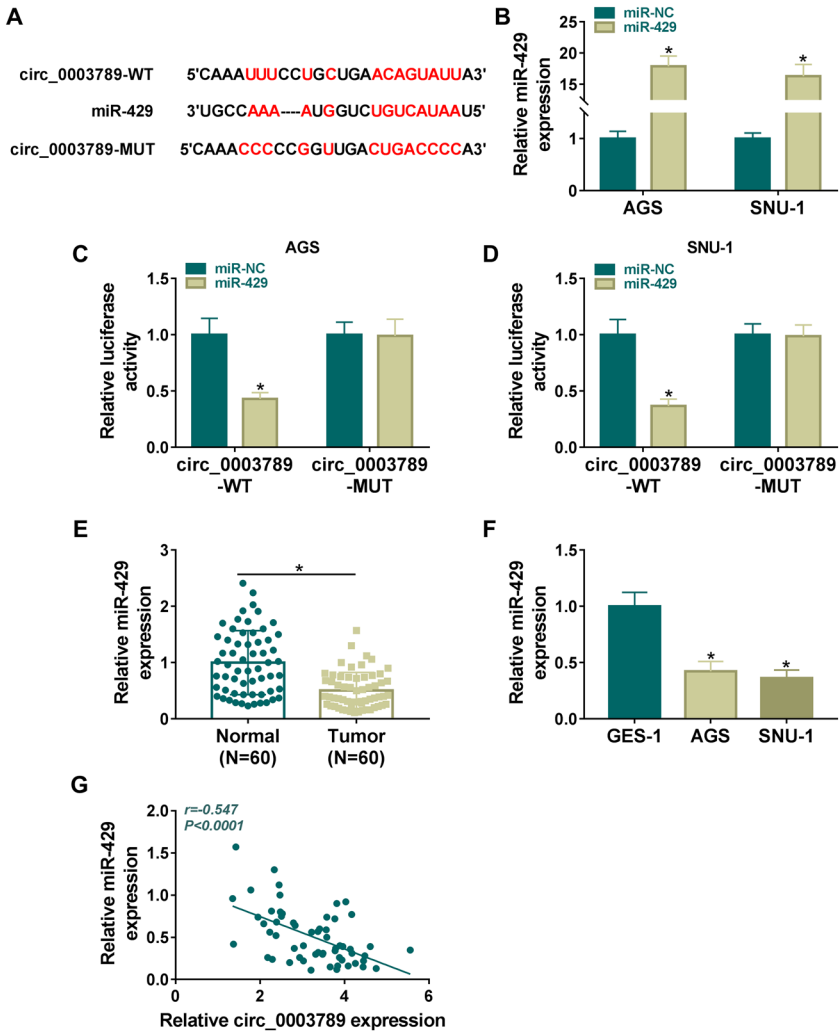 A
circ_0003789-WT 5'CAAAUUUCCUGCUGAACAGUAUUA3'
miR-429 3'UGCCAAA----AUGGUCUGUCAUAAU5'
circ_0003789-MUT 5'CAAACCCCCGGUUGACUGACCCCA3'
B
miR-NC
miR-429
Relative miR-429
expression
25
20
15
1
0
*
*
AGS SNU-1
C
AGS
miR-NC
miR-429
Relative luciferase
activity
1.5
1.0
0.5
0.0
*
circ_0003789
-WT
circ_0003789
-MUT
D
SNU-1
miR-NC
miR-429
Relative luciferase
activity
1.5
1.0
0.5
0.0
*
circ_0003789
-WT
circ_0003789
-MUT
E
Relative miR-429
expression
3
2
1
0
*
Normal
(N=60)
Tumor
(N=60)
F
Relative miR-429
expression
1.5
1.0
0.5
0.0
*
*
GES-1 AGS SNU-1
G
r=-0.547
P<0.0001
Relative miR-429
expression
2.0
1.5
1.0
0.5
0.0
0 2 4 6
Relative circ_0003789 expression